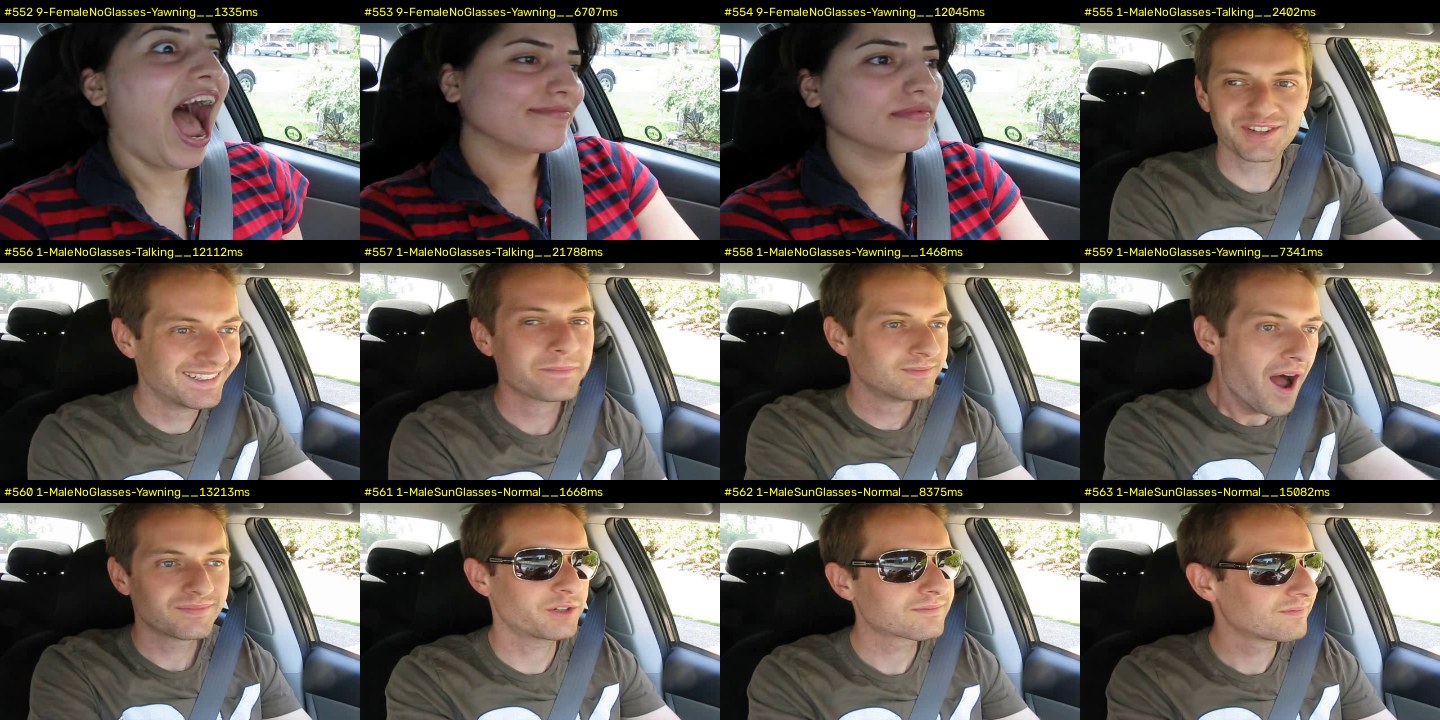 #552 9-FemaleNoGlasses-Yawning__1335ms
#553 9-FemaleNoGlasses-Yawning__6707ms
#554 9-FemaleNoGlasses-Yawning__12045ms
#555 1-MaleNoGlasses-Talking__2402ms
#556 1-MaleNoGlasses-Talking__12112ms
#557 1-MaleNoGlasses-Talking__21788ms
#558 1-MaleNoGlasses-Yawning__1468ms
#559 1-MaleNoGlasses-Yawning__7341ms
#560 1-MaleNoGlasses-Yawning__13213ms
#561 1-MaleSunGlasses-Normal__1668ms
#562 1-MaleSunGlasses-Normal__8375ms
#563 1-MaleSunGlasses-Normal__15082ms